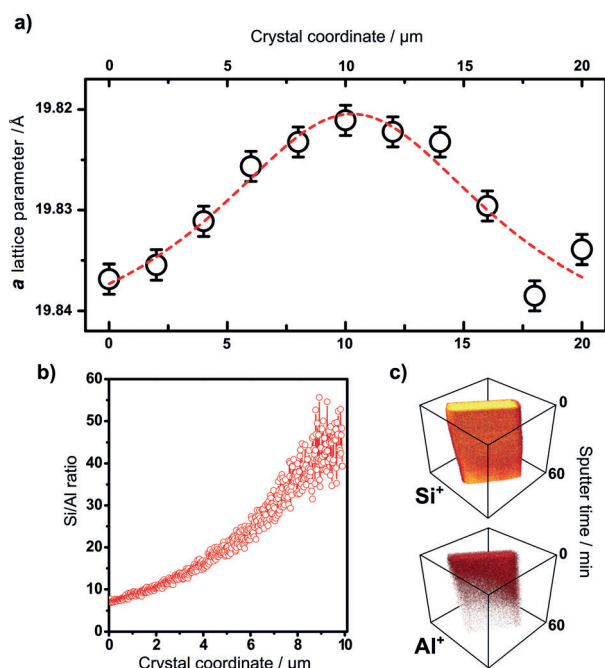 a)
Crystal coordinate / µm
0 5 10 15 20
19.82
19.83
19.84
a lattice parameter /Å
0 5 10 15 20
b)
60
50
40
30
20
10
0
Si/Al ratio
0 2 4 6 8 10
Crystal coordinate / um
c)
0
60
Si+
Sputter time / min
0
60
Al+